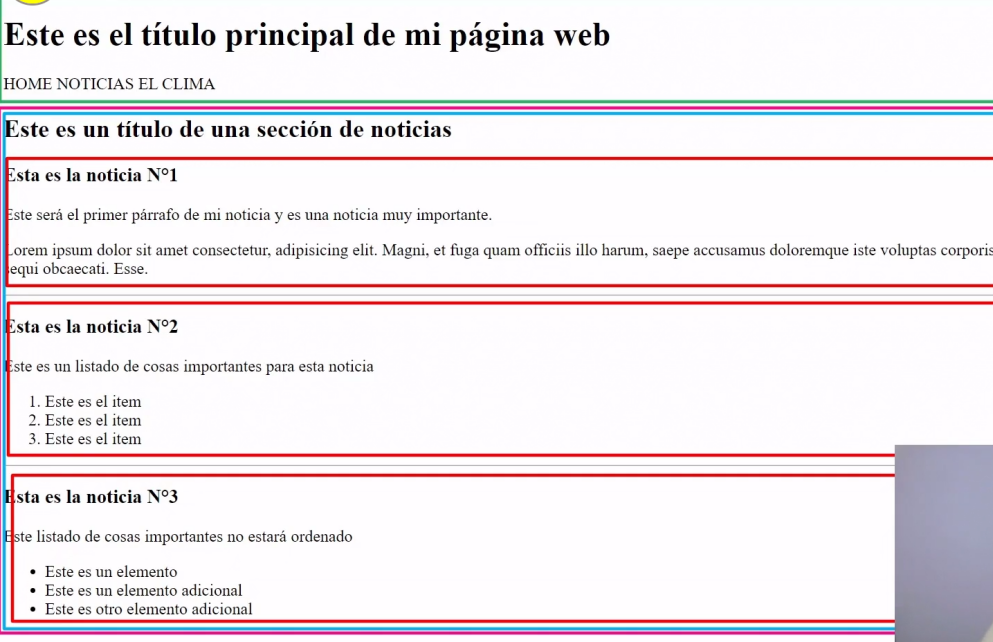 Este es el título principal de mi página web
HOME NOTICIAS EL CLIMA
Este es un título de una sección de noticias
Esta es la noticia N°1
Este será el primer párrafo de mi noticia y es una noticia muy importante.
Lorem ipsum dolor sit amet consectetur, adipisicing elit. Magni, et fuga quam officiis illo harum, saepe accusamus doloremque iste voluptas corporis
sequi obcaecati. Esse.
Esta es la noticia N°2
Este es un listado de cosas importantes para esta noticia
1. Este es el item
2. Este es el item
3. Este es el item
Esta es la noticia N°3
Este listado de cosas importantes no estará ordenado
• Este es un elemento
• Este es un elemento adicional
• Este es otro elemento adicional